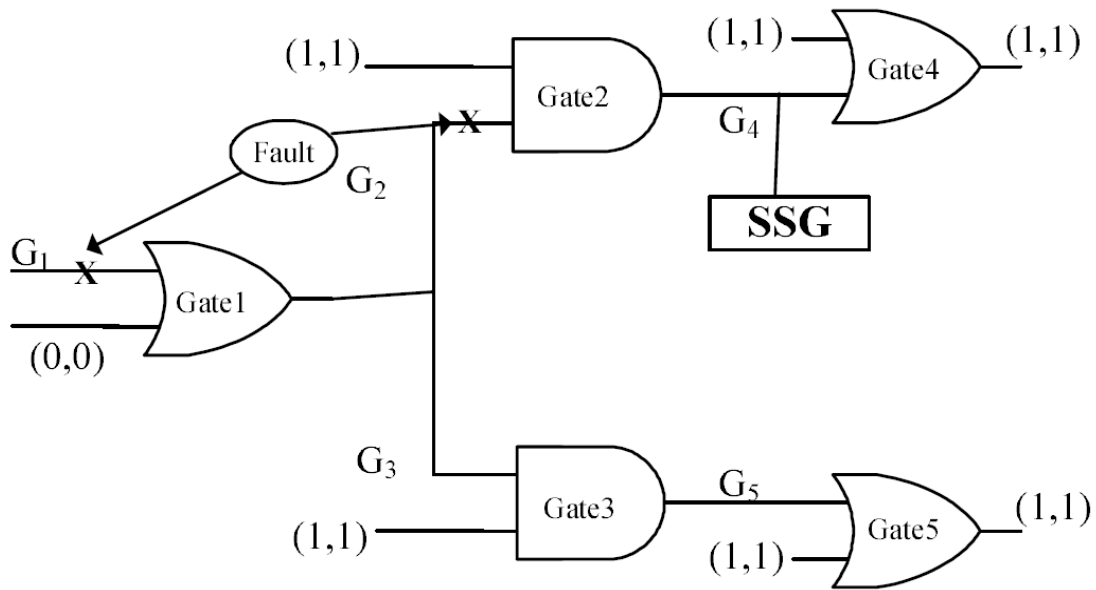 (1,1)
(1,1)
(1,1)
Gate4
Gate2
X
G₄
Fault
G₂
SSG
G₁
X
Gate1
(0,0)
G₃
G₅
(1,1)
Gate3
Gate5
(1,1)
(1,1)